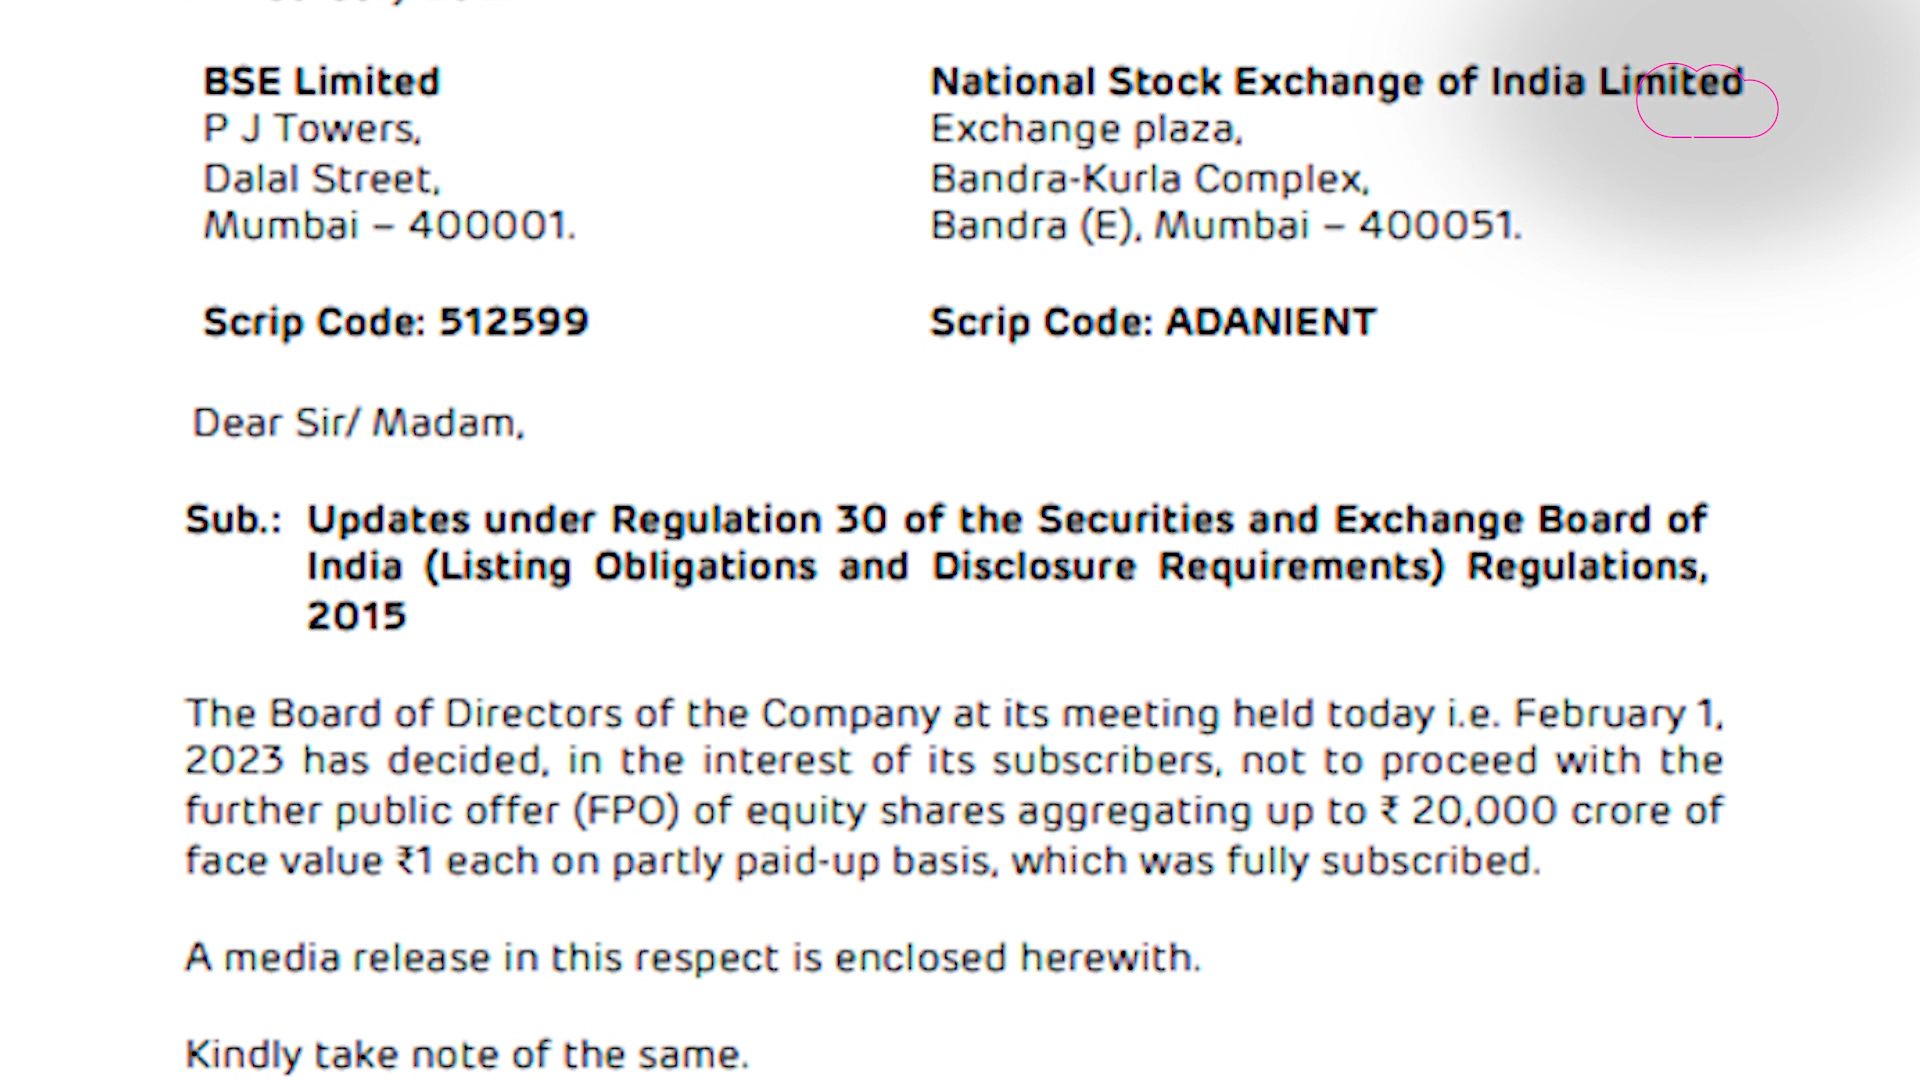 BSE Limited
P J Towers,
Dalal Street,
Mumbai – 400001.
Scrip Code: 512599
National Stock Exchange of India Limited
Exchange plaza,
Bandra-Kurla Complex,
Bandra (E), Mumbai – 400051.
Scrip Code: ADANIENT
Dear Sir/ Madam,
Sub.: Updates under Regulation 30 of the Securities and Exchange Board of
India (Listing Obligations and Disclosure Requirements) Regulations,
2015
The Board of Directors of the Company at its meeting held today i.e. February 1,
2023 has decided, in the interest of its subscribers, not to proceed with the
further public offer (FPO) of equity shares aggregating up to ₹ 20,000 crore of
face value ₹1 each on partly paid-up basis, which was fully subscribed.
A media release in this respect is enclosed herewith.
Kindly take note of the same.